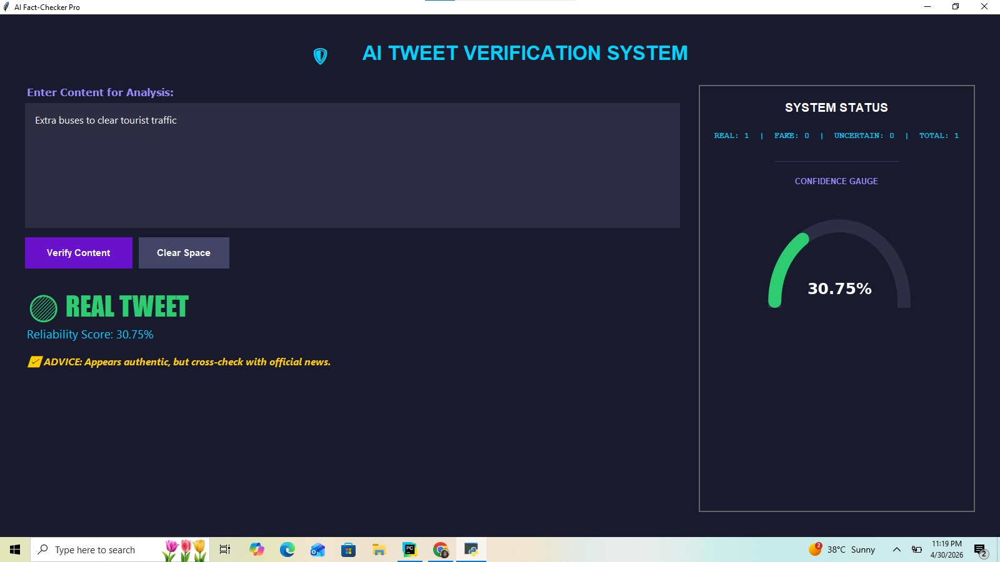 AI Fact-Checker Pro
AI TWEET VERIFICATION SYSTEM
Enter Content for Analysis:
Extra buses to clear tourist traffic
Verify Content
Clear Space
REAL TWEET
Reliability Score: 30.75%
ADVICE: Appears authentic, but cross-check with official news.
SYSTEM STATUS
REAL: 1 | FAKE: 0 | UNCERTAIN: 0 | TOTAL: 1
CONFIDENCE GAUGE
30.75%
Type here to search
PC
2
38°C Sunny
11:19 PM
4/30/2026
2